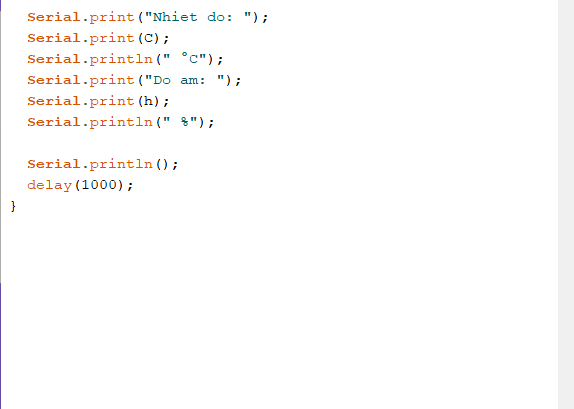 Serial.print("Nhiet do: ");
Serial.print(C);
Serial.println(" ˚C");
Serial.print("Do am: ");
Serial.print(h);
Serial.println(" %");
Serial.println();
delay(1000);
}